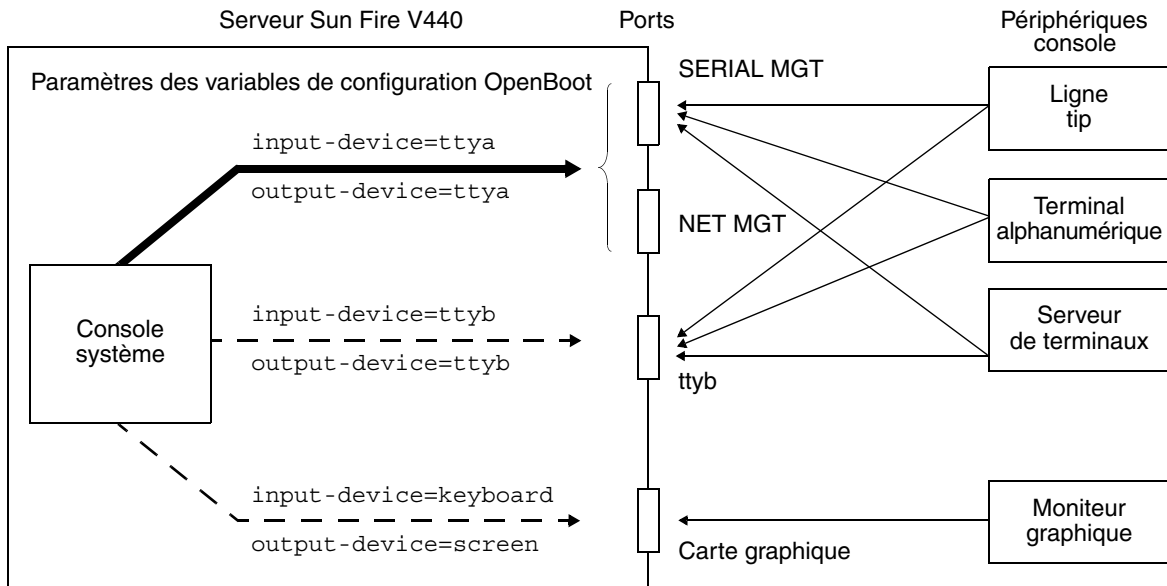 Serveur Sun Fire V440
Ports
Périphériques
console
Paramètres des variables de configuration OpenBoot
SERIAL MGT
Ligne
tip
input-device=ttya
output-device=ttya
NET MGT
Terminal
alphanumérique
Console
système
input-device=ttyb
output-device=ttyb
Serveur
de terminaux
ttyb
input-device=keyboard
output-device=screen
Carte graphique
Moniteur
graphique